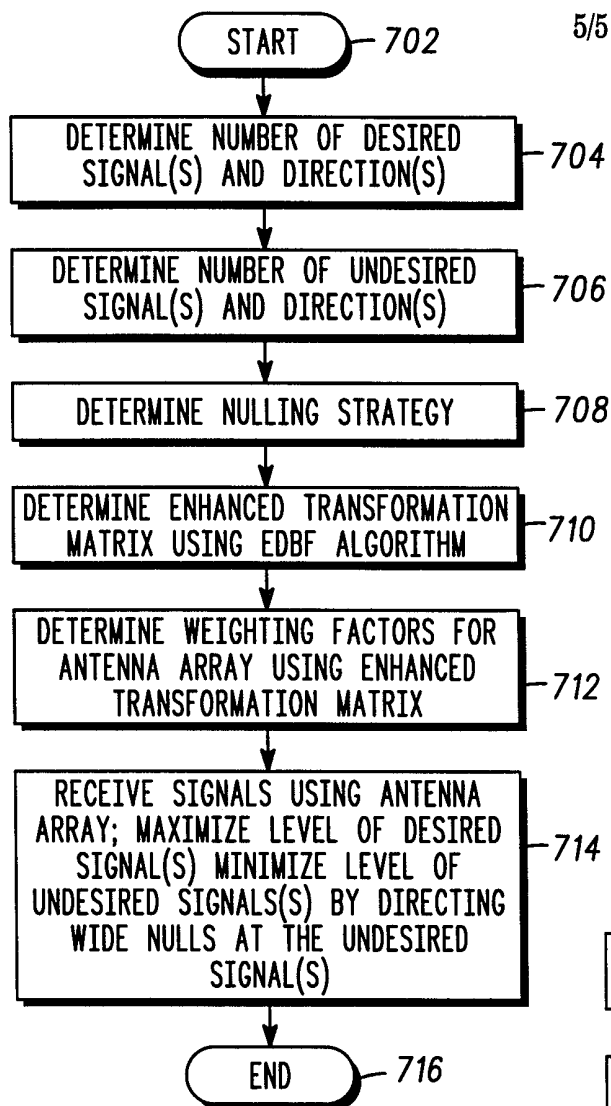 5/5
START 702
DETERMINE NUMBER OF DESIRED
SIGNAL(S) AND DIRECTION(S)
704
DETERMINE NUMBER OF UNDESIRED
SIGNAL(S) AND DIRECTION(S)
706
DETERMINE NULLING STRATEGY 708
DETERMINE ENHANCED TRANSFORMATION
MATRIX USING EDBF ALGORITHM
710
DETERMINE WEIGHTING FACTORS FOR
ANTENNA ARRAY USING ENHANCED
TRANSFORMATION MATRIX
712
RECEIVE SIGNALS USING ANTENNA
ARRAY; MAXIMIZE LEVEL OF DESIRED
SIGNAL(S) MINIMIZE LEVEL OF
UNDESIRED SIGNALS(S) BY DIRECTING
WIDE NULLS AT THE UNDESIRED
SIGNAL(S)
714
END 716